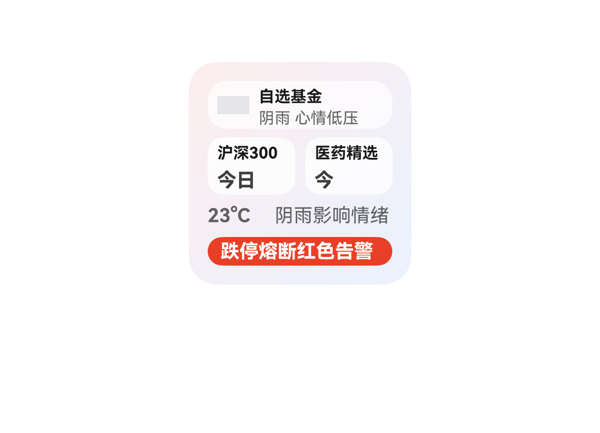 自选基金
阴雨 心情低压
沪深300 医药精选
今日 今
23℃ 阴雨影响情绪
跌停熔断红色告警